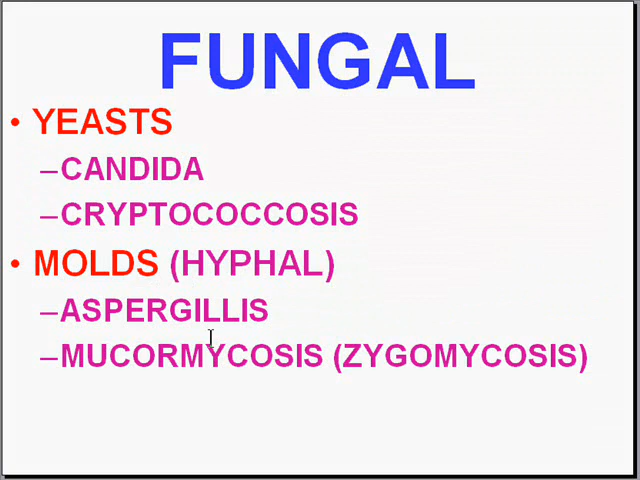 FUNGAL
• YEASTS
–CANDIDA
–CRYPTOCOCCOSIS
• MOLDS (HYPHAL)
–ASPERGILLIS
–MUCORMYCOSIS (ZYGOMYCOSIS)